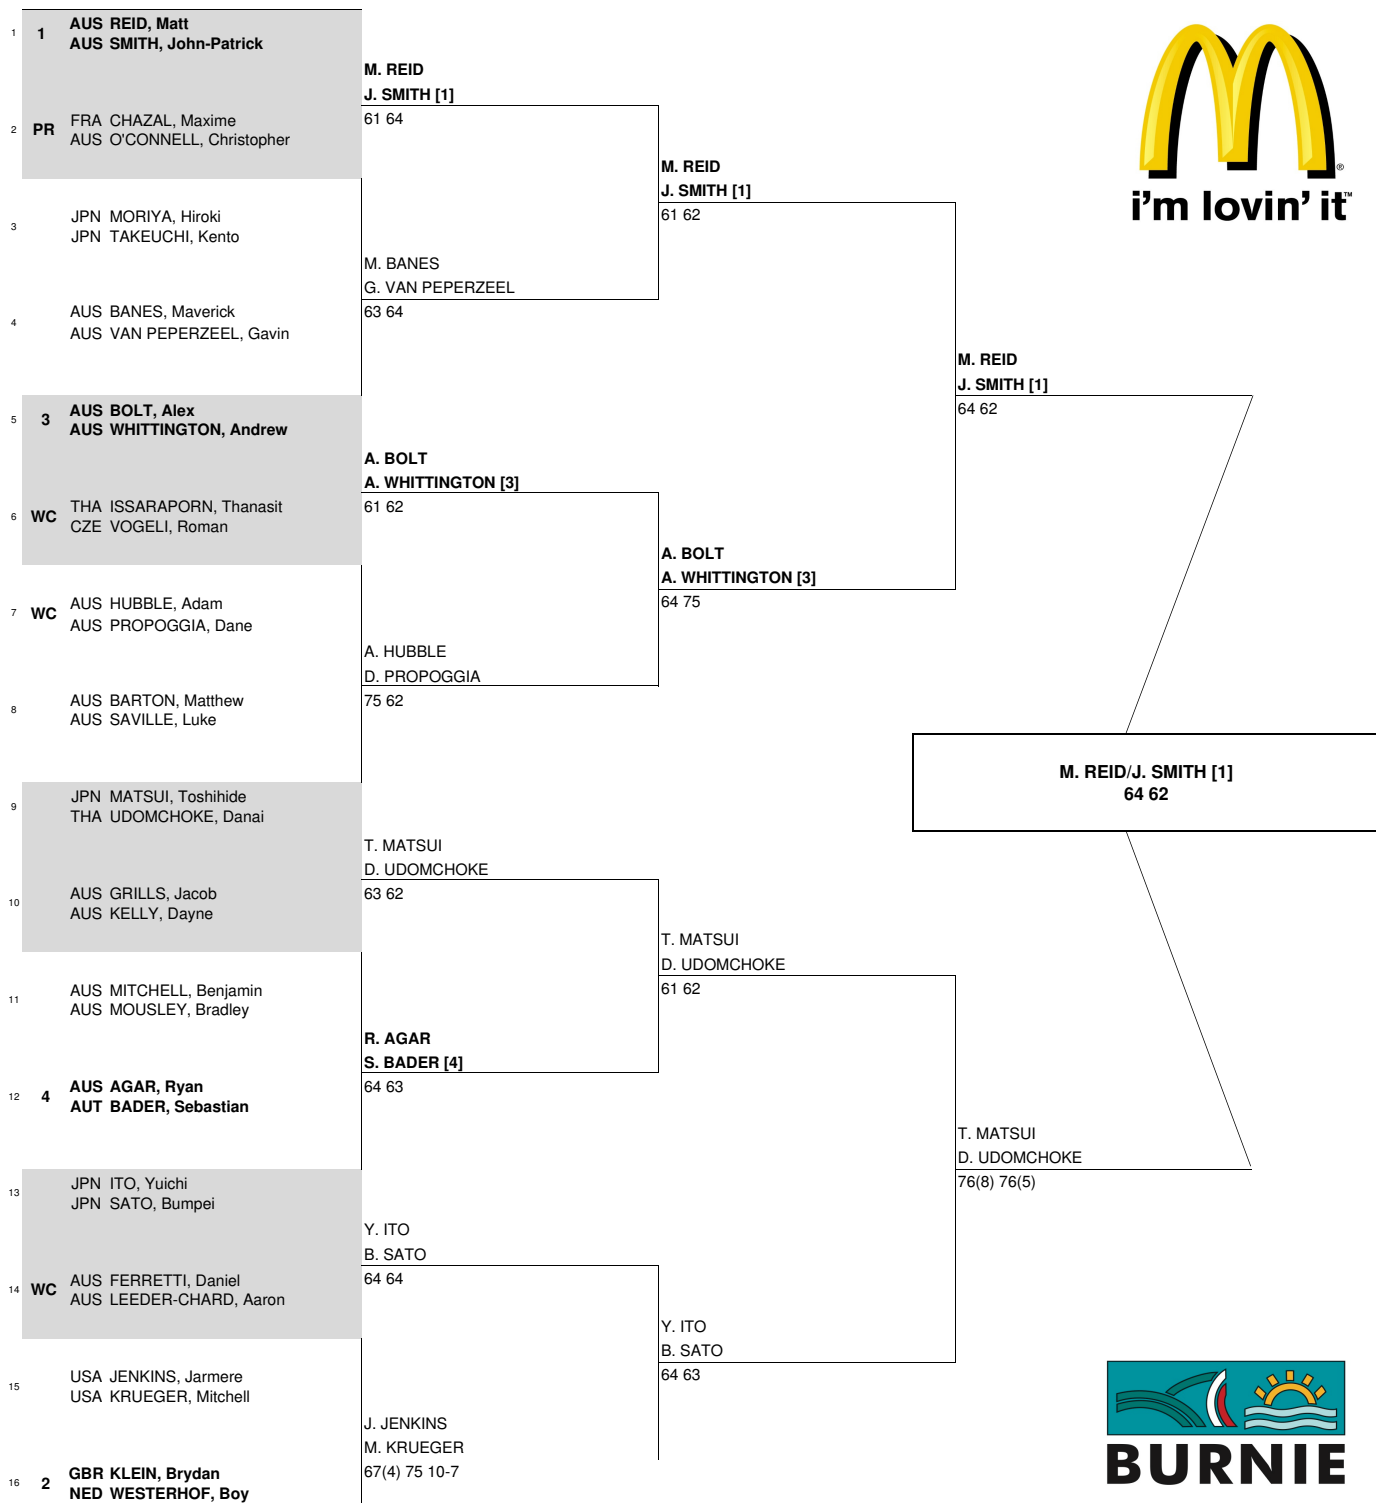 1 1 AUS REID, Matt
AUS SMITH, John-Patrick
M. REID
J. SMITH [1]
61 64
2 PR FRA CHAZAL, Maxime
AUS O'CONNELL, Christopher
M. REID
J. SMITH [1]
61 62
3 JPN MORIYA, Hiroki
JPN TAKEUCHI, Kento
M. BANES
G. VAN PEPERZEEL
63 64
4 AUS BANES, Maverick
AUS VAN PEPERZEEL, Gavin
M. REID
J. SMITH [1]
64 62
5 3 AUS BOLT, Alex
AUS WHITTINGTON, Andrew
A. BOLT
A. WHITTINGTON [3]
61 62
6 WC THA ISSARAPORN, Thanasit
CZE VOGELI, Roman
A. BOLT
A. WHITTINGTON [3]
64 75
7 WC AUS HUBBLE, Adam
AUS PROPOGGIA, Dane
A. HUBBLE
D. PROPOGGIA
75 62
8 AUS BARTON, Matthew
AUS SAVILLE, Luke
M. REID/J. SMITH [1]
64 62
9 JPN MATSUI, Toshihide
THA UDOMCHOKE, Danai
T. MATSUI
D. UDOMCHOKE
63 62
10 AUS GRILLS, Jacob
AUS KELLY, Dayne
T. MATSUI
D. UDOMCHOKE
61 62
11 AUS MITCHELL, Benjamin
AUS MOUSLEY, Bradley
R. AGAR
S. BADER [4]
64 63
12 4 AUS AGAR, Ryan
AUT BADER, Sebastian
T. MATSUI
D. UDOMCHOKE
76(8) 76(5)
13 JPN ITO, Yuichi
JPN SATO, Bumpei
Y. ITO
B. SATO
64 64
14 WC AUS FERRETTI, Daniel
AUS LEEDER-CHARD, Aaron
Y. ITO
B. SATO
64 63
15 USA JENKINS, Jarmere
USA KRUEGER, Mitchell
J. JENKINS
M. KRUEGER
67(4) 75 10-7
16 2 GBR KLEIN, Brydan
NED WESTERHOF, Boy
®
i'm lovin' it™
BURNIE